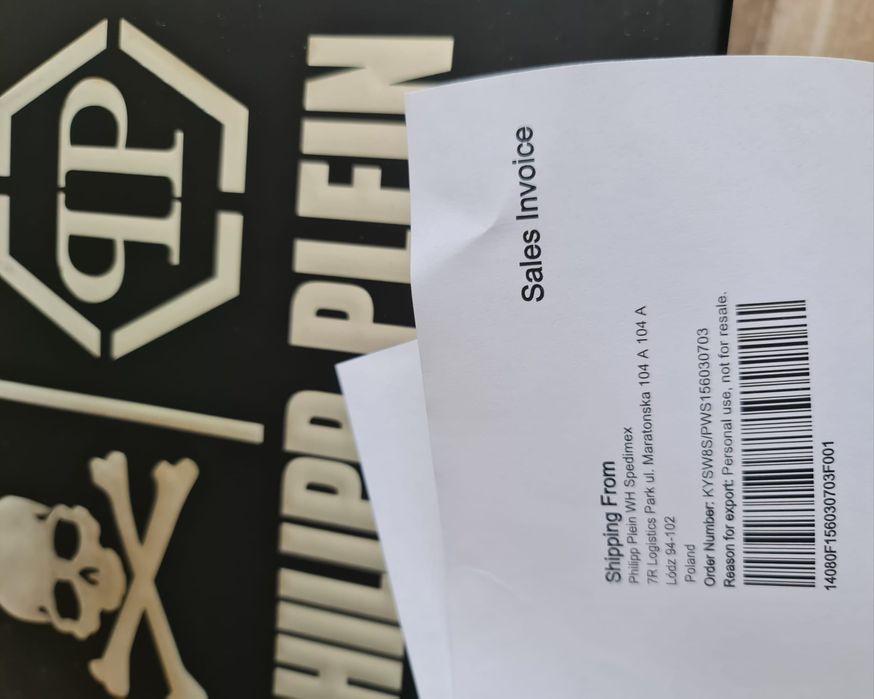 PHILIPP PLEIN
Sales Invoice
Shipping From
Philipp Plein WH Spedimex
7R Logistics Park ul. Maratonska 104 A 104 A
Lódz 94-102
Poland
Order Number: KYSW8S/PWS156030703
Reason for export: Personal use, not for resale.
14080F156030703F001